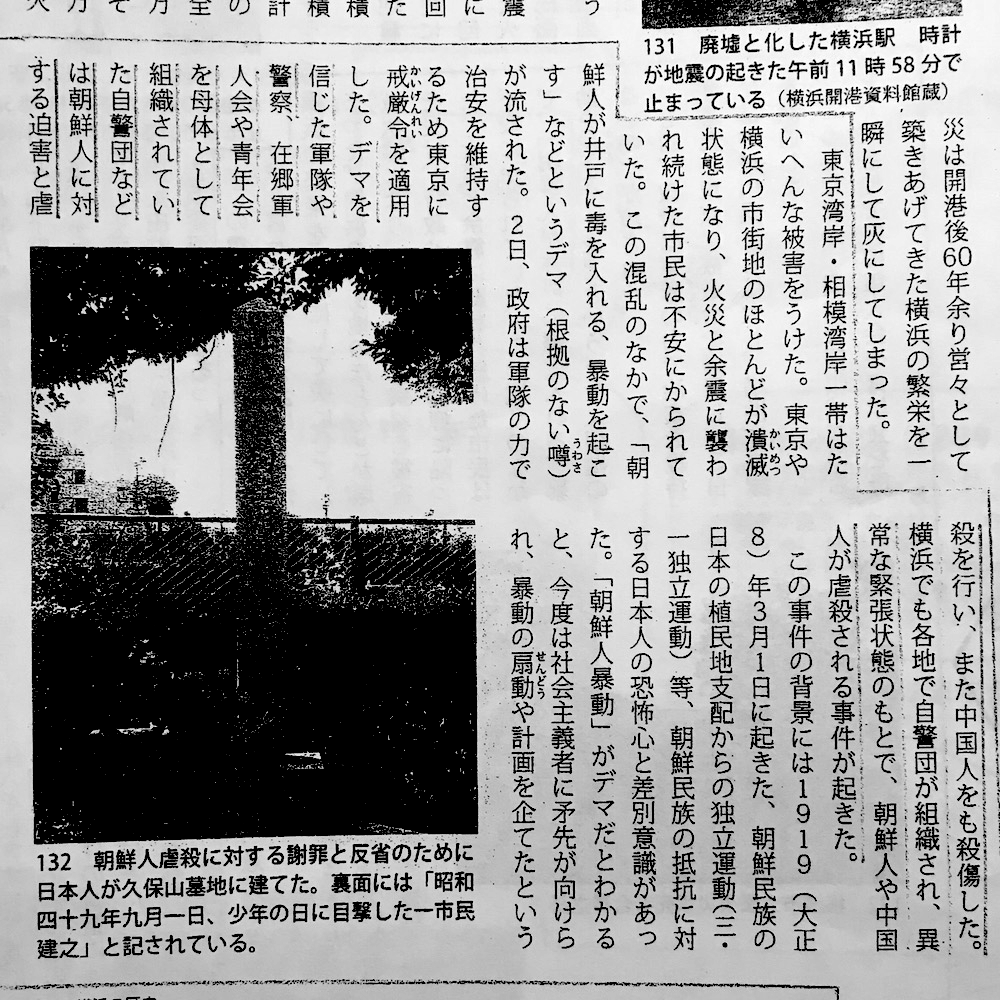 131　廃墟と化した横浜駅　時計
が地震の起きた午前11時58分で
止まっている（横浜開港資料館蔵）
災は開港後60年余り営々として
築きあげてきた横浜の繁栄を一
瞬にして灰にしてしまった。
　東京湾岸・相模湾岸一帯はた
いへんな被害をうけた。東京や
横浜の市街地のほとんどが潰滅
かいめつ
状態になり、火災と余震に襲わ
れ続けた市民は不安にかられて
いた。この混乱のなかで、「朝
鮮人が井戸に毒を入れる、暴動を起こ
す」などというデマ（根拠のない噂）
うわさ
が流された。2日、政府は軍隊の力で
治安を維持す
るため東京に
戒厳令を適用
かいげんれい
した。デマを
信じた軍隊や
警察、在郷軍
人会や青年会
を母体として
組織されてい
た自警団など
は朝鮮人に対
する迫害と虐
殺を行い、また中国人をも殺傷した。
横浜でも各地で自警団が組織され、異
常な緊張状態のもとで、朝鮮人や中国
人が虐殺される事件が起きた。
　この事件の背景には1919（大正
8）年3月1日に起きた、朝鮮民族の
日本の植民地支配からの独立運動（三・
一独立運動）等、朝鮮民族の抵抗に対
する日本人の恐怖心と差別意識があっ
た。「朝鮮人暴動」がデマだとわかる
と、今度は社会主義者に矛先が向けら
れ、暴動の扇動や計画を企てたという
せんどう
132　朝鮮人虐殺に対する謝罪と反省のために
日本人が久保山墓地に建てた。裏面には「昭和
四十九年九月一日、少年の日に目撃した一市民
建之」と記されている。